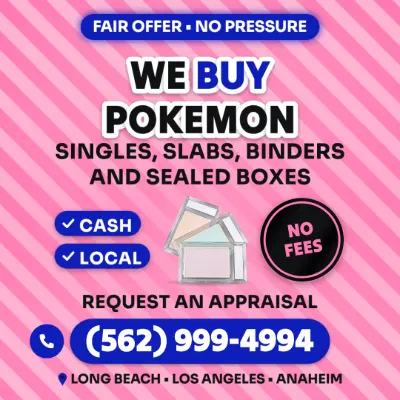 FAIR OFFER • NO PRESSURE
WE BUY
POKEMON
SINGLES, SLABS, BINDERS
AND SEALED BOXES
CASH
LOCAL
NO
FEES
REQUEST AN APPRAISAL
(562) 999-4994
LONG BEACH • LOS ANGELES • ANAHEIM